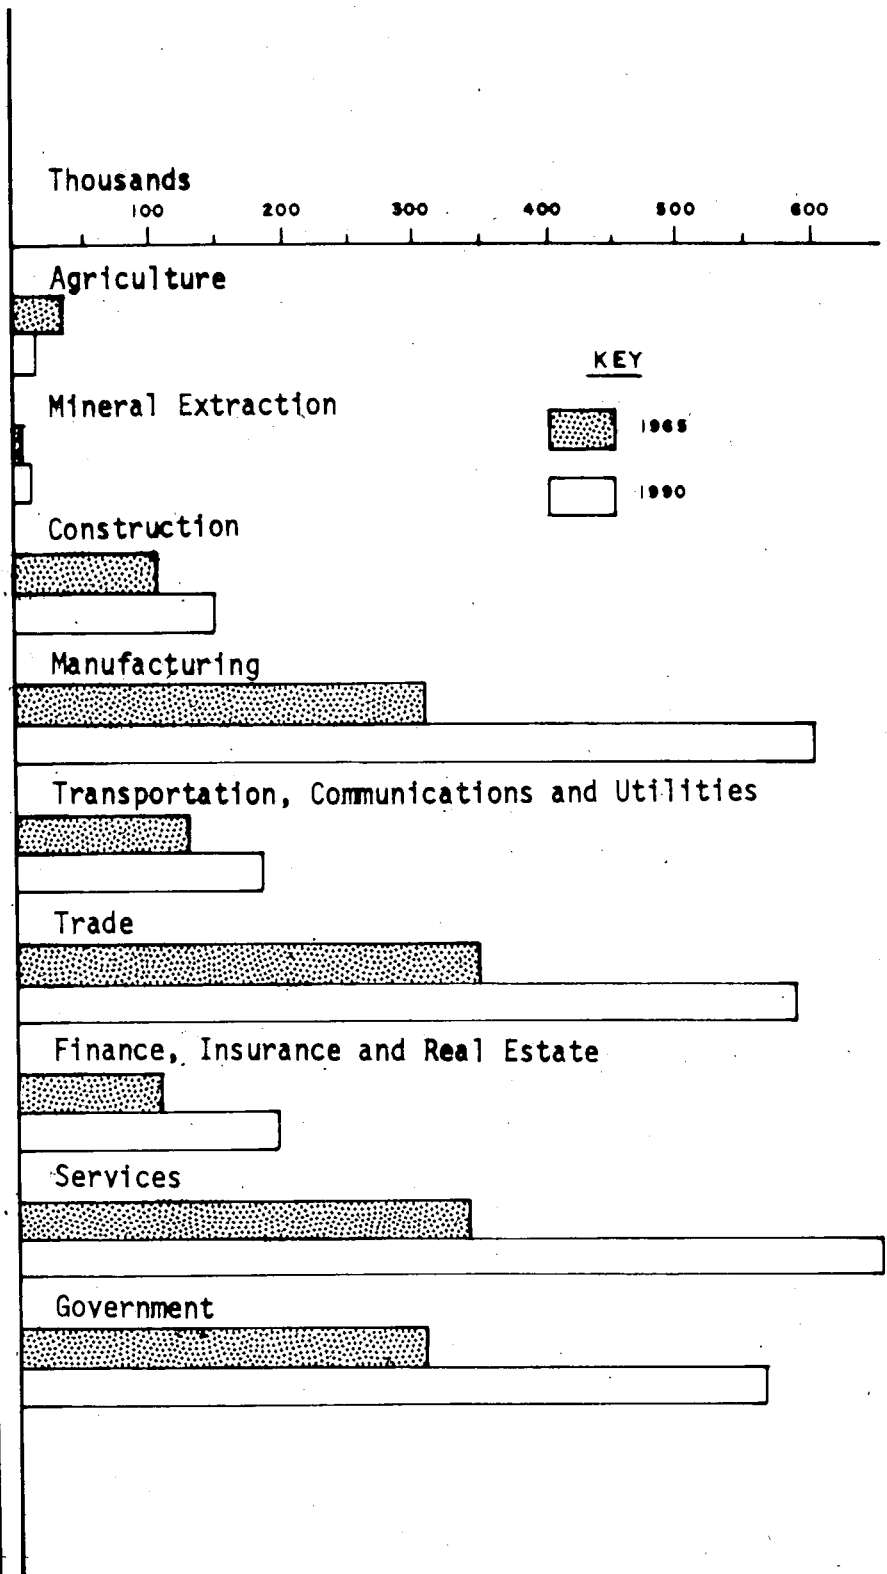 Thousands
100 200 300 400 500 600
Agriculture
KEY
Mineral Extraction
1965
1990
Construction
Manufacturing
Transportation, Communications and Utilities
Trade
Finance, Insurance and Real Estate
Services
Government